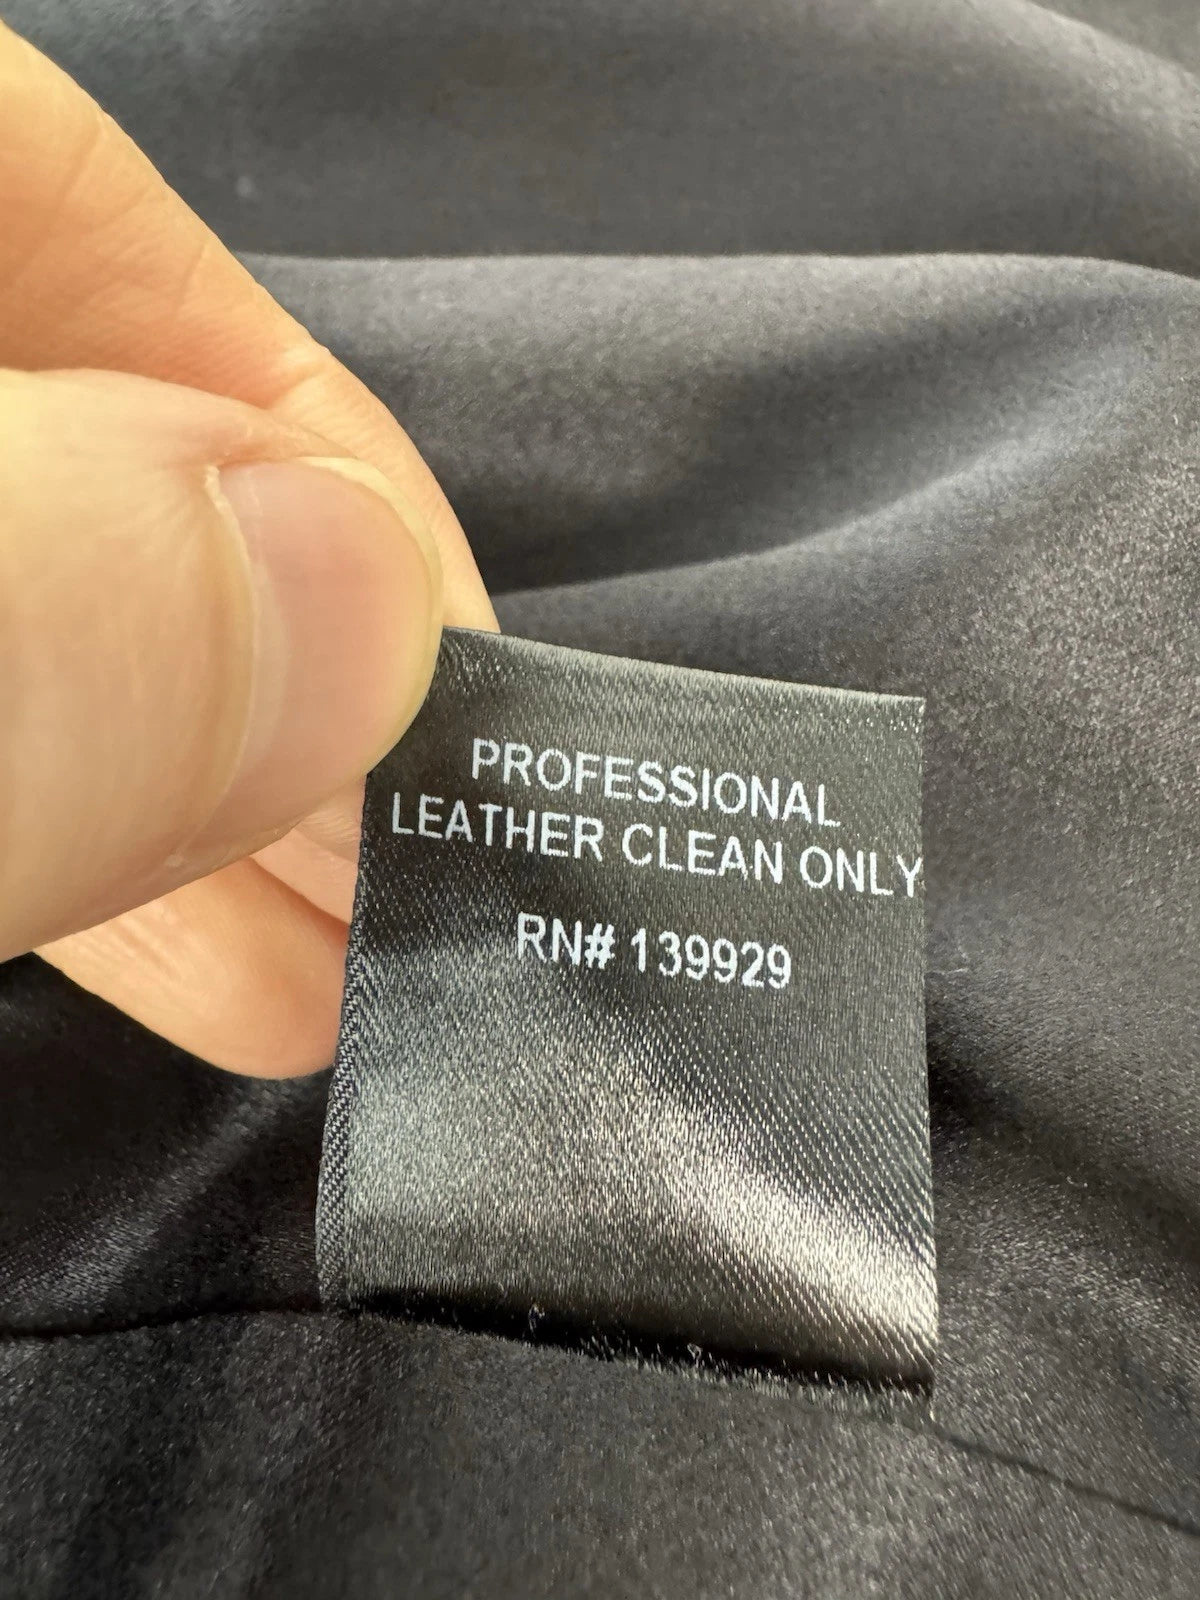 PROFESSIONAL
LEATHER CLEAN ONLY
RN# 139929